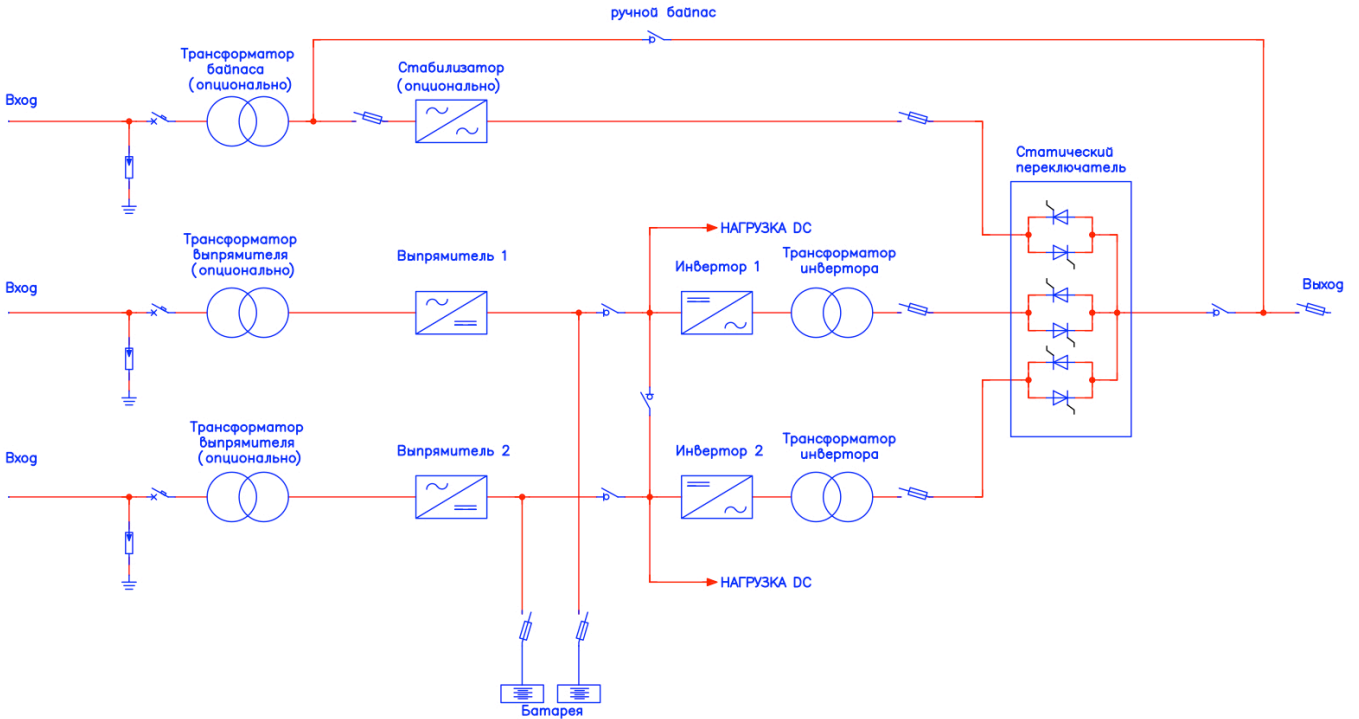 ручной байпас
Трансформатор
байпаса
(опционально)
Стабилизатор
(опционально)
Вход
Статический
переключатель
Трансформатор
выпрямителя
(опционально)
Выпрямитель 1
НАГРУЗКА DC
Инвертор 1
Трансформатор
инвертора
Вход
Выход
Трансформатор
выпрямителя
(опционально)
Выпрямитель 2
Инвертор 2
Трансформатор
инвертора
Вход
НАГРУЗКА DC
Батарея